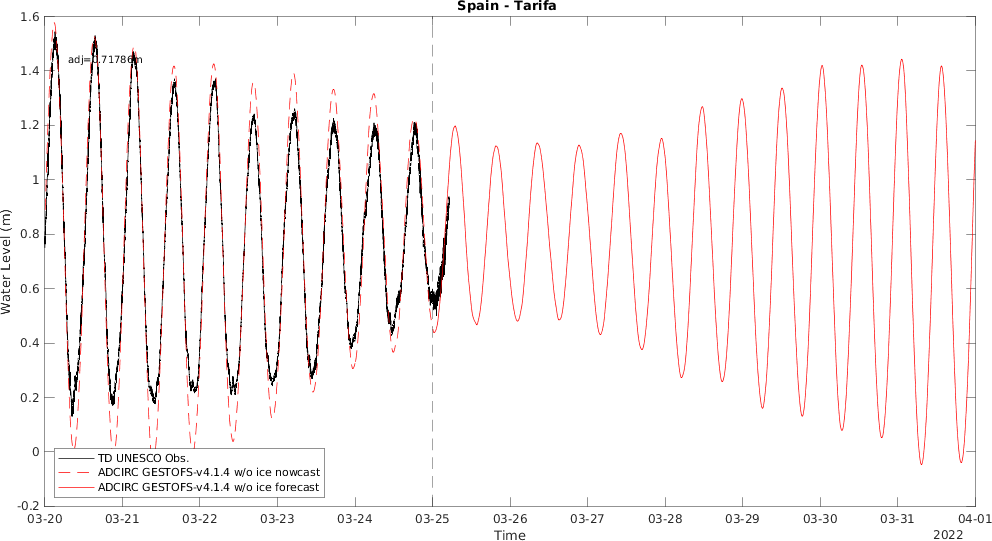 Spain - Tarifa
adj=0.71786m
Water Level (m)
1.6
1.4
1.2
1
0.8
0.6
0.4
0.2
0
-0.2
TD UNESCO Obs.
ADCIRC GESTOFS-v4.1.4 w/o ice nowcast
ADCIRC GESTOFS-v4.1.4 w/o ice forecast
03-20 03-21 03-22 03-23 03-24 03-25 03-26 03-27 03-28 03-29 03-30 03-31 04-01
Time
2022